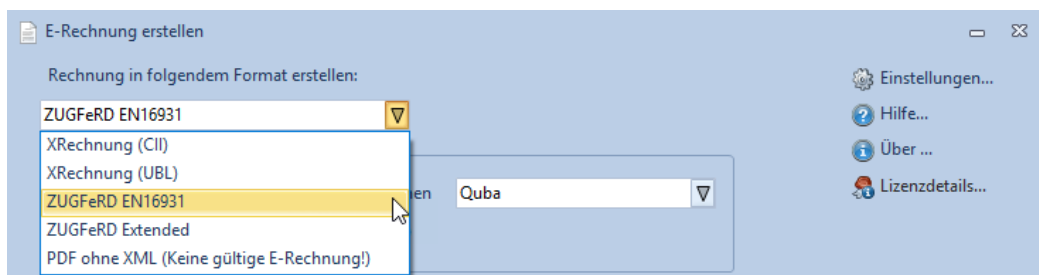 E-Rechnung erstellen
Rechnung in folgendem Format erstellen:
ZUGFeRD EN16931
XRechnung (CII)
XRechnung (UBL)
ZUGFeRD EN16931
ZUGFeRD Extended
PDF ohne XML (Keine gültige E-Rechnung!)
Quba
Einstellungen...
Hilfe...
Über ...
Lizenzdetails...